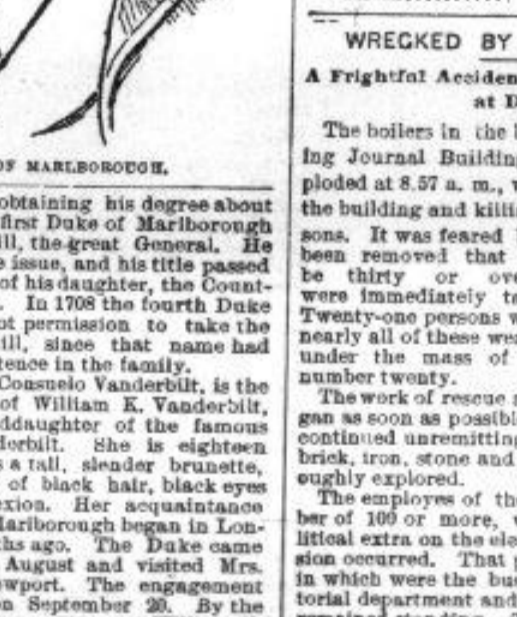 OF MARLBOROUGH.
obtaining his degree about
first Duke of Marlborough
ill, the great General. He
e issue, and his title passed
of his daughter, the Count-
. In 1708 the fourth Duke
ot permission to take the
ill, since that name had
tence in the family.
Consuelo Vanderbilt, is the
of William K. Vanderbilt,
ddaughter of the famous
derbilt. She is eighteen
s a tall, slender brunette,
of black hair, black eyes
exion. Her acquaintance
Marlborough began in Lon-
ths ago. The Duke came
August and visited Mrs.
ewport. The engagement
n September 20. By the
WRECKED BY
A Frightful Acciden
at D
The boilers in the
ing Journal Buildin
ploded at 8.57 a. m.,
the building and killi
sons. It was feared
been removed that
be thirty or ove
were immediately t
Twenty-one persons w
nearly all of these we
under the mass of
number twenty.
The work of rescue
gan as soon as possibl
continued unremitting
brick, iron, stone and
oughly explored.
The employes of th
ber of 100 or more,
litical extra on the ele
sion occurred. That
in which were the bu
torial department and
remained standing.